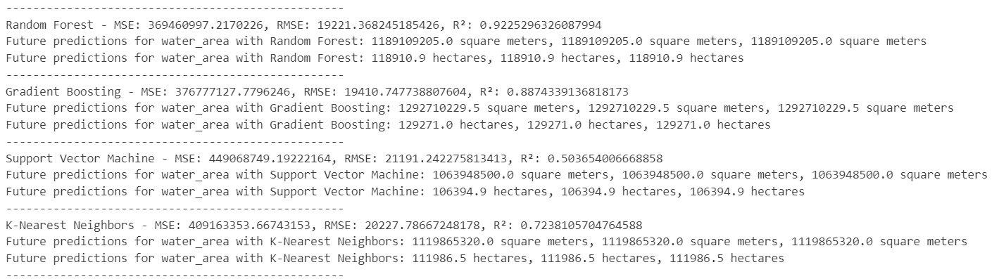 --------------------------------------------------
Random Forest - MSE: 369460997.2170226, RMSE: 19221.368245185426, R²: 0.9225296326087994
Future predictions for water_area with Random Forest: 1189109205.0 square meters, 1189109205.0 square meters, 1189109205.0 square meters
Future predictions for water_area with Random Forest: 118910.9 hectares, 118910.9 hectares, 118910.9 hectares
--------------------------------------------------
Gradient Boosting - MSE: 376777127.7796246, RMSE: 19410.747738807604, R²: 0.8874339136818173
Future predictions for water_area with Gradient Boosting: 1292710229.5 square meters, 1292710229.5 square meters, 1292710229.5 square meters
Future predictions for water_area with Gradient Boosting: 129271.0 hectares, 129271.0 hectares, 129271.0 hectares
--------------------------------------------------
Support Vector Machine - MSE: 449068749.19222164, RMSE: 21191.242275813413, R²: 0.503654006668858
Future predictions for water_area with Support Vector Machine: 1063948500.0 square meters, 1063948500.0 square meters, 1063948500.0 square meters
Future predictions for water_area with Support Vector Machine: 106394.9 hectares, 106394.9 hectares, 106394.9 hectares
--------------------------------------------------
K-Nearest Neighbors - MSE: 409163353.66743153, RMSE: 20227.78667248178, R²: 0.7238105704764588
Future predictions for water_area with K-Nearest Neighbors: 1119865320.0 square meters, 1119865320.0 square meters, 1119865320.0 square meters
Future predictions for water_area with K-Nearest Neighbors: 111986.5 hectares, 111986.5 hectares, 111986.5 hectares
--------------------------------------------------